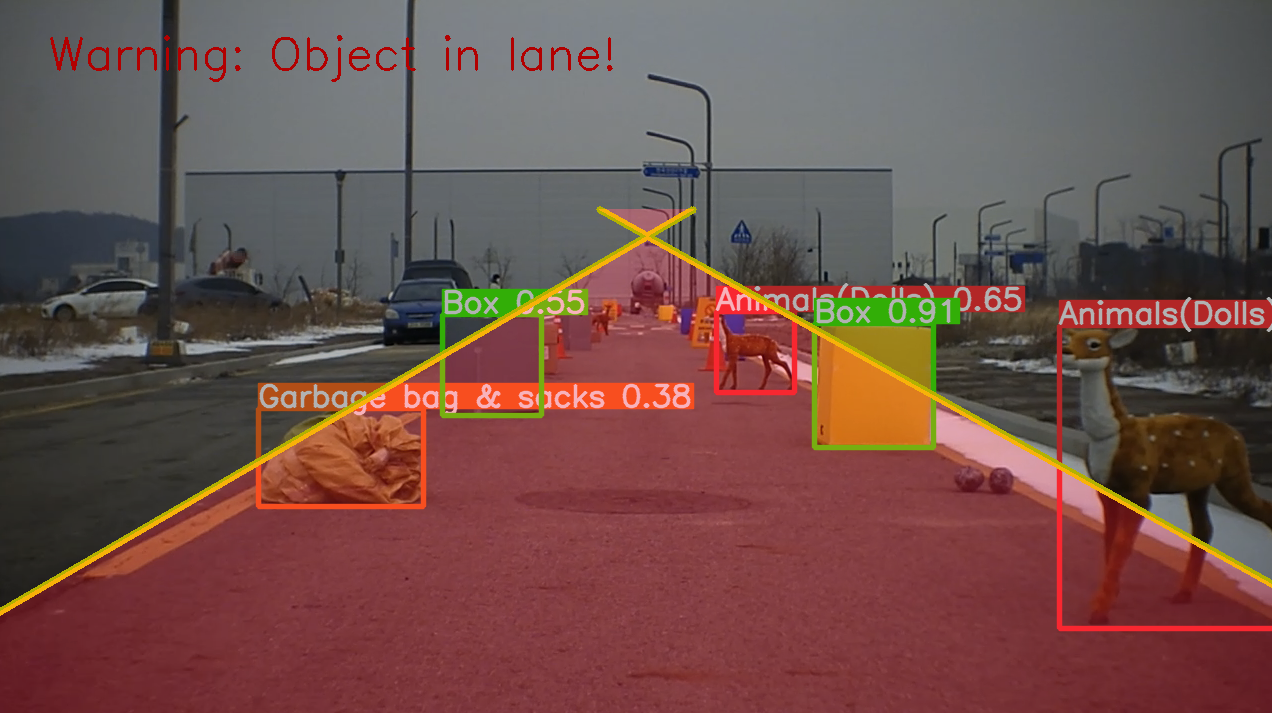 Warning: Object in lane!
Box 0.55
Animals(Dolls) 0.65
Box 0.91
Animals(Dolls)
Garbage bag & sacks 0.38